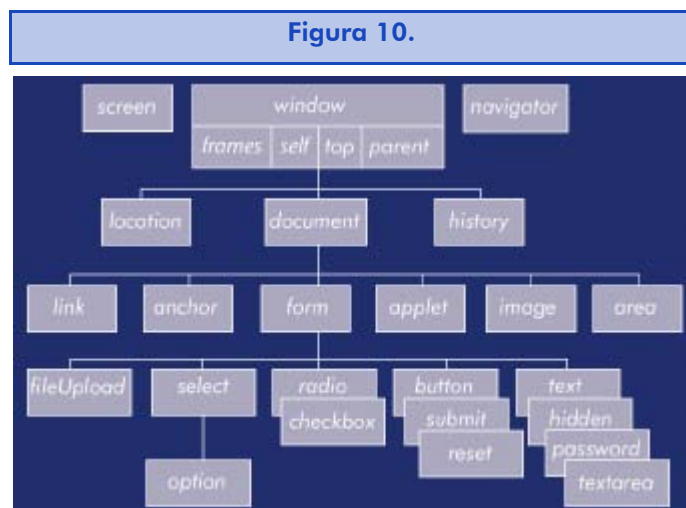 Figura 10.
screen window navigator
frames self top parent
location document history
link anchor form applet image area
fileUpload select radio button text
checkbox submit hidden
reset password
option textarea